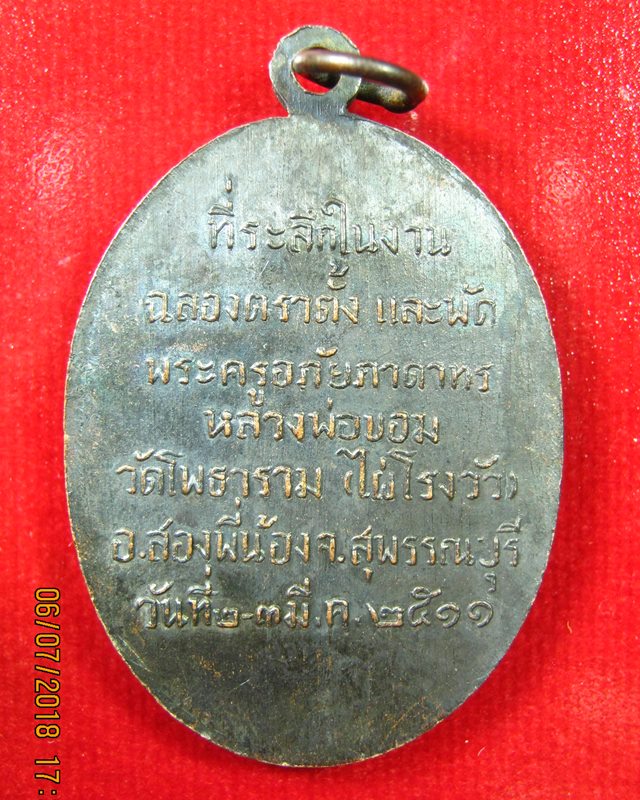 ที่ระลึกในงาน
ฉลองตราตั้ง และพัด
พระครูอภัยภาดาทร
หลวงพ่อขอม
วัดโพธาราม (ไผ่โรงวัว)
อ.สองพี่น้อง จ.สุพรรณบุรี
วันที่ ๒-๓ มี.ค. ๒๕๑๑
06/07/2018 17: